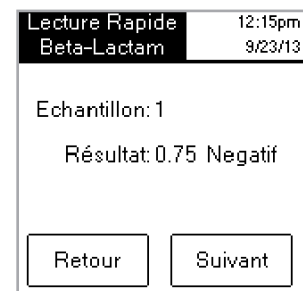 Lecture Rapide 12:15pm
Beta-Lactam 9/23/13
Echantillon: 1
Résultat: 0.75 Negatif
Retour Suivant